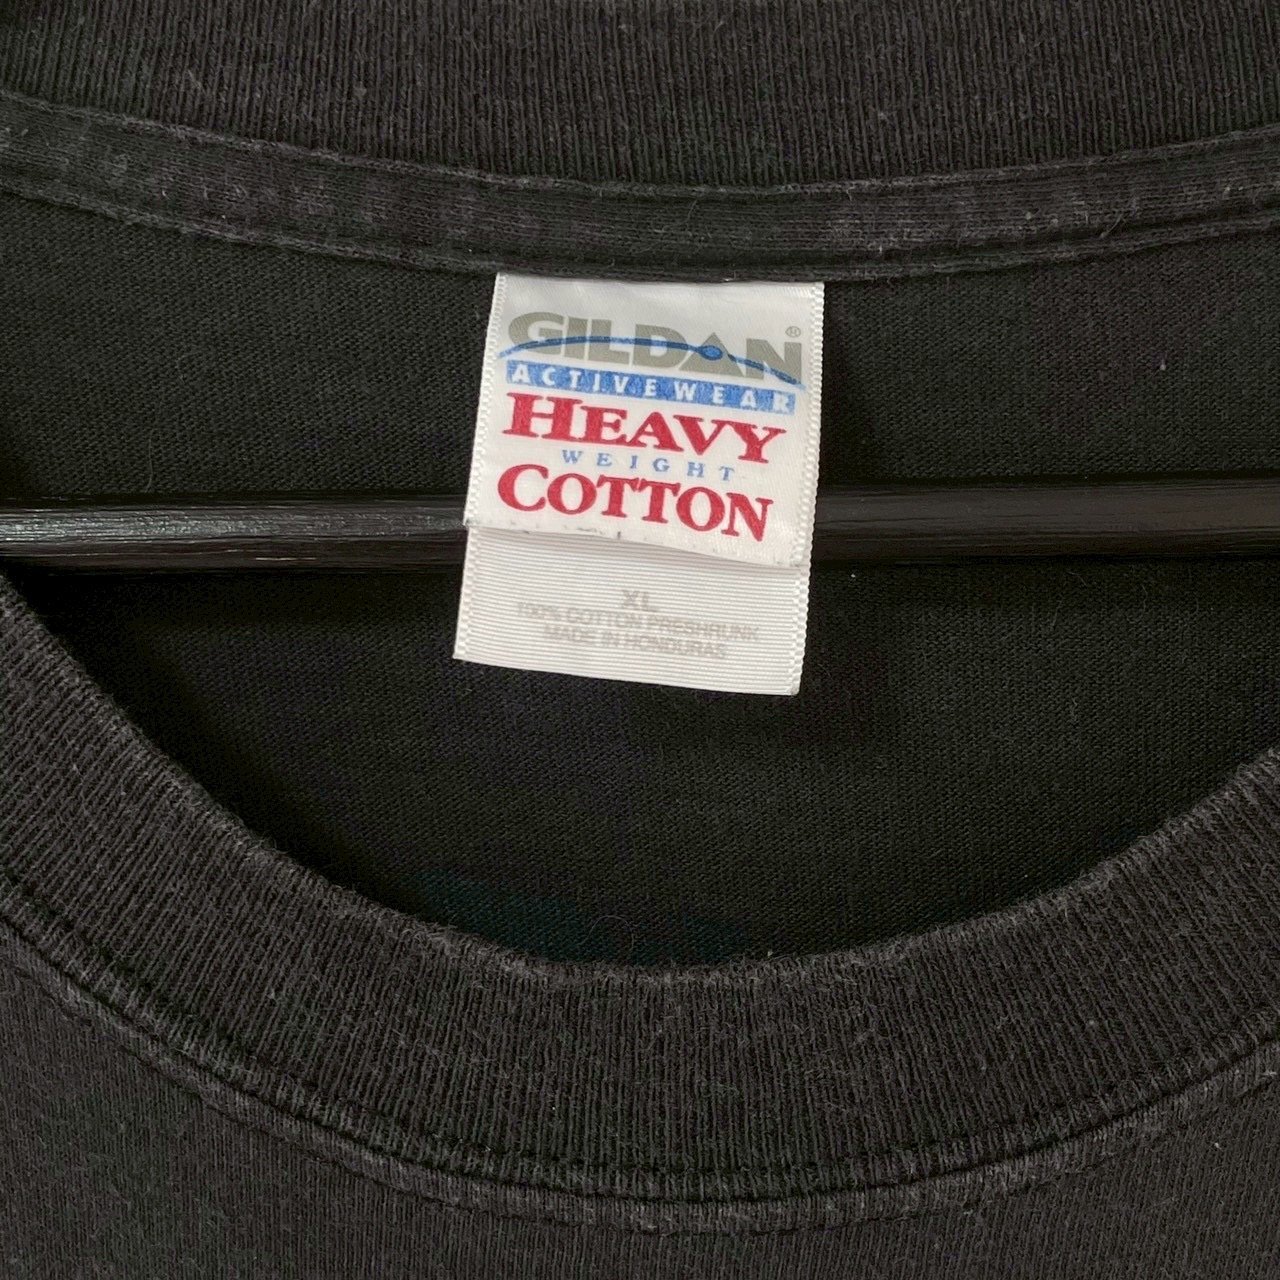 GILDAN®
ACTIVEWEAR
HEAVY
WEIGHT
COTTON
XL
100% COTTON PRESHRUNK
MADE IN HONDURAS